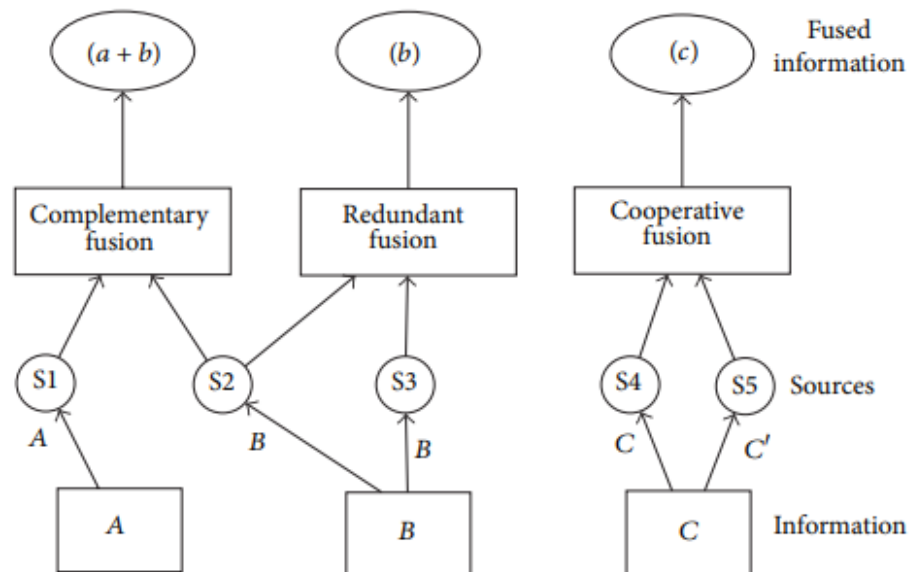 (a + b)
(b)
(c)
Fused
information
Complementary
fusion
Redundant
fusion
Cooperative
fusion
S1
S2
S3
S4
S5
Sources
A
B
B
C
C′
A
B
C
Information